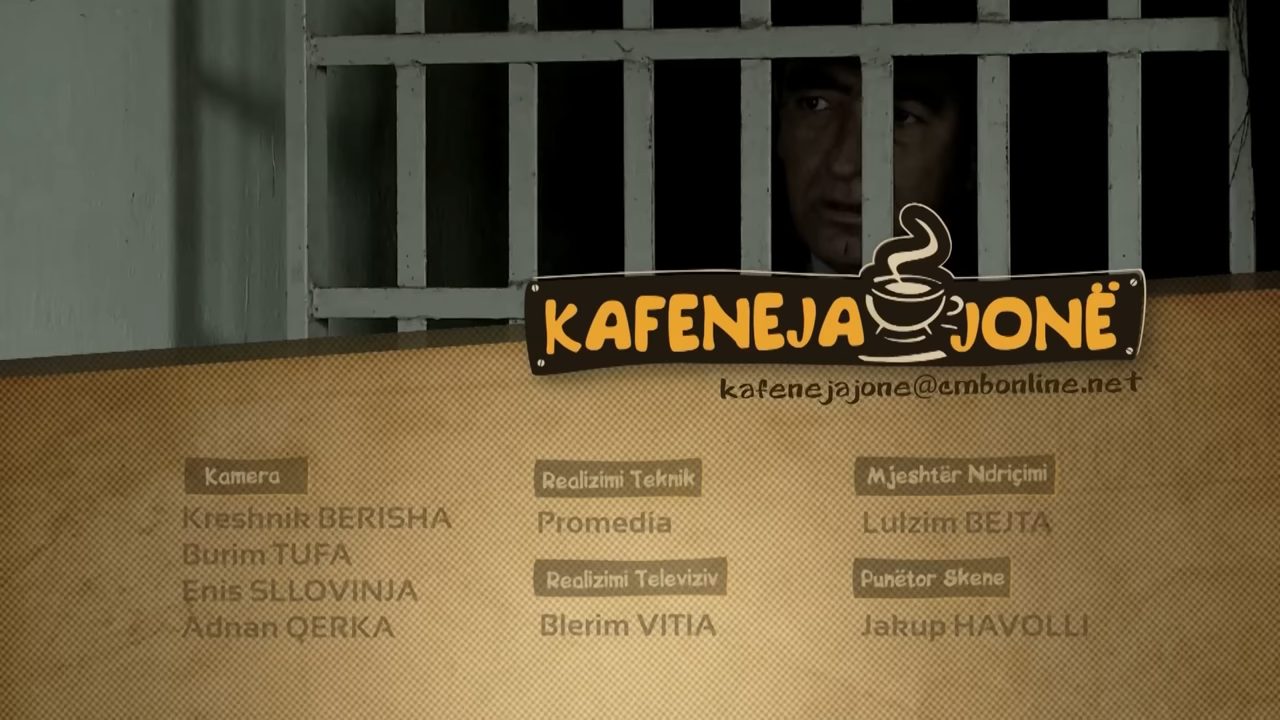 KAFENEJA JONË
kafenejajone@cmbonline.net
Kamera
Kreshnik BERISHA
Burim TUFA
Enis SLLOVINJA
Adnan QERKA
Realizimi Teknik
Promedia
Realizimi Televiziv
Blerim VITIA
Mjeshtër Ndriçimi
Lulzim BEJTA
Punëtor Skene
Jakup HAVOLLI